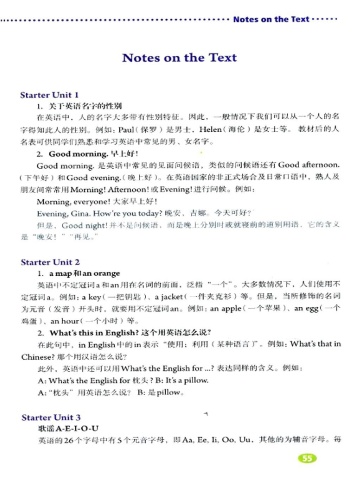 Notes on the Text
Notes on the Text
Starter Unit 1
1. 关于英语名字的性别
在英语中，人的名字大多带有性别特征。因此，一般情况下我们可以从一个人的名
字得知此人的性别。例如：Paul（保罗）是男士，Helen（海伦）是女士等。教材后的人
名表可供同学们熟悉和学习英语中常见的男、女名字。
2. Good morning. 早上好！
Good morning. 是英语中常见的见面问候语，类似的问候语还有Good afternoon.
（下午好）和Good evening.（晚上好）。在英语国家的非正式场合及日常口语中，熟人及
朋友间常常用Morning! Afternoon! 或Evening!进行问候。例如：
Morning, everyone! 大家早上好！
Evening, Gina. How're you today? 晚安，吉娜。今天可好？
但是，Good night!并不是问候语，而是晚上分别时或就寝前的道别用语，它的含义
是“晚安！”“再见。”
Starter Unit 2
1. a map和an orange
英语中不定冠词a和an用在名词的前面，泛指“一个”。大多数情况下，人们使用不
定冠词a。例如：a key（一把钥匙），a jacket（一件夹克衫）等。但是，当所修饰的名词
为元音（发音）开头时，就要用不定冠词an。例如：an apple（一个苹果），an egg（一个
鸡蛋），an hour（一个小时）等。
2. What's this in English? 这个用英语怎么说？
在此句中，in English中的in表示“使用；利用（某种语言）”。例如：What's that in
Chinese? 那个用汉语怎么说？
此外，英语中还可以用What's the English for ...? 表达同样的含义。例如：
A: What's the English for 枕头? B: It's a pillow.
A: “枕头”用英语怎么说？ B: 是pillow。
Starter Unit 3
歌谣A-E-I-O-U
英语的26个字母中有5个元音字母，即Aa, Ee, Ii, Oo, Uu，其他的为辅音字母。每
55